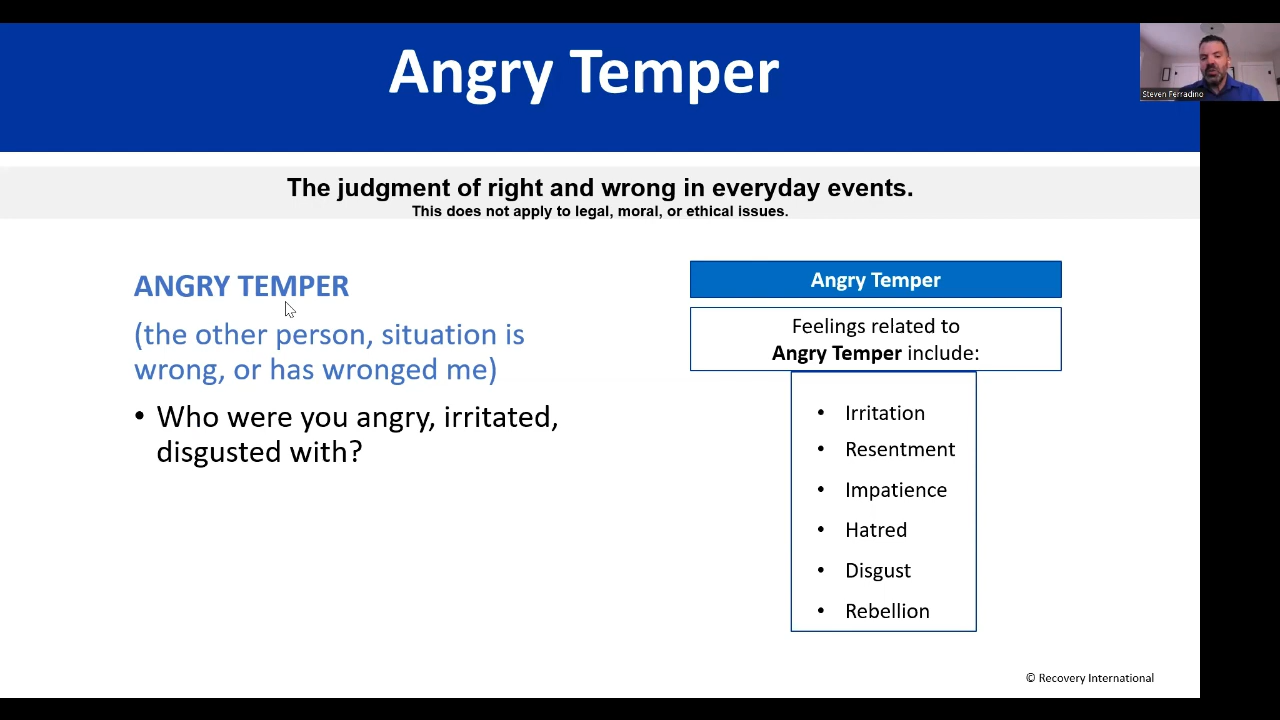 Angry Temper
Steven Ferradino
The judgment of right and wrong in everyday events.
This does not apply to legal, moral, or ethical issues.
ANGRY TEMPER
(the other person, situation is
wrong, or has wronged me)
• Who were you angry, irritated,
disgusted with?
Angry Temper
Feelings related to
Angry Temper include:
• Irritation
• Resentment
• Impatience
• Hatred
• Disgust
• Rebellion
© Recovery International